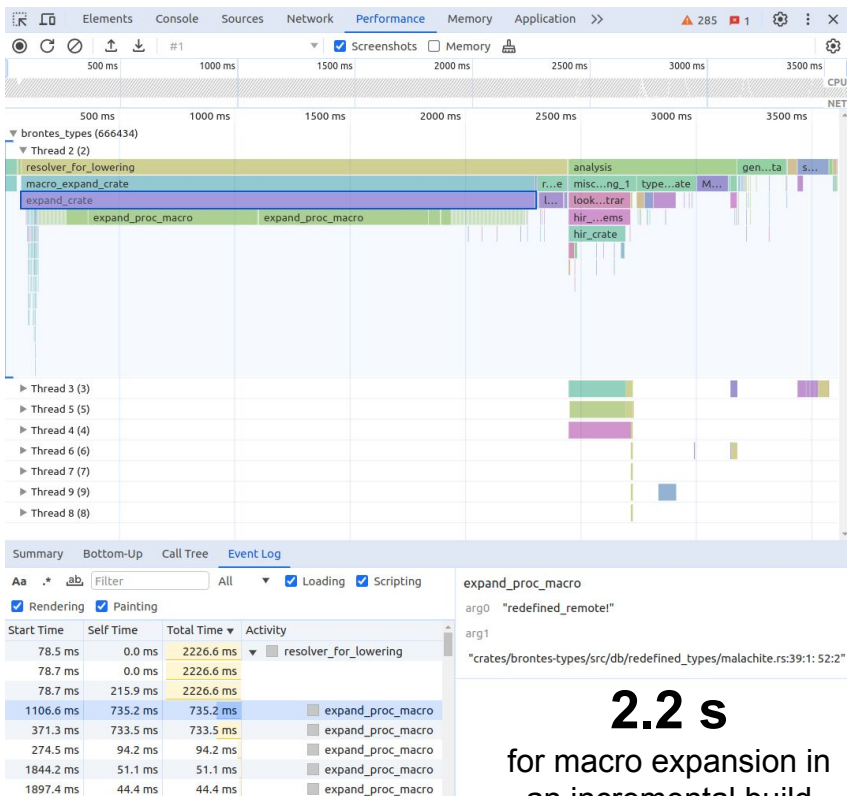 Elements Console Sources Network Performance Memory Application >> 285 1
#1 Screenshots Memory
500 ms 1000 ms 1500 ms 2000 ms 2500 ms 3000 ms 3500 ms
CPU
NET
500 ms 1000 ms 1500 ms 2000 ms 2500 ms 3000 ms 3500 ms
brontes_types (666434)
Thread 2 (2)
resolver_for_lowering analysis gen…ta s…
macro_expand_crate r…e misc…ng_1 type…ate M…
expand_crate l… look…trar
expand_proc_macro expand_proc_macro hir_…ems
hir_crate
Thread 3 (3)
Thread 5 (5)
Thread 4 (4)
Thread 6 (6)
Thread 7 (7)
Thread 9 (9)
Thread 8 (8)
Summary Bottom-Up Call Tree Event Log
Aa .* ab Filter All Loading Scripting
Rendering Painting
Start Time Self Time Total Time Activity
78.5 ms 0.0 ms 2226.6 ms resolver_for_lowering
78.7 ms 0.0 ms 2226.6 ms
78.7 ms 215.9 ms 2226.6 ms
1106.6 ms 735.2 ms 735.2 ms expand_proc_macro
371.3 ms 733.5 ms 733.5 ms expand_proc_macro
274.5 ms 94.2 ms 94.2 ms expand_proc_macro
1844.2 ms 51.1 ms 51.1 ms expand_proc_macro
1897.4 ms 44.4 ms 44.4 ms expand_proc_macro
expand_proc_macro
arg0 "redefined_remote!"
arg1
"crates/brontes-types/src/db/redefined_types/malachite.rs:39:1: 52:2"
2.2 s
for macro expansion in
an incremental build